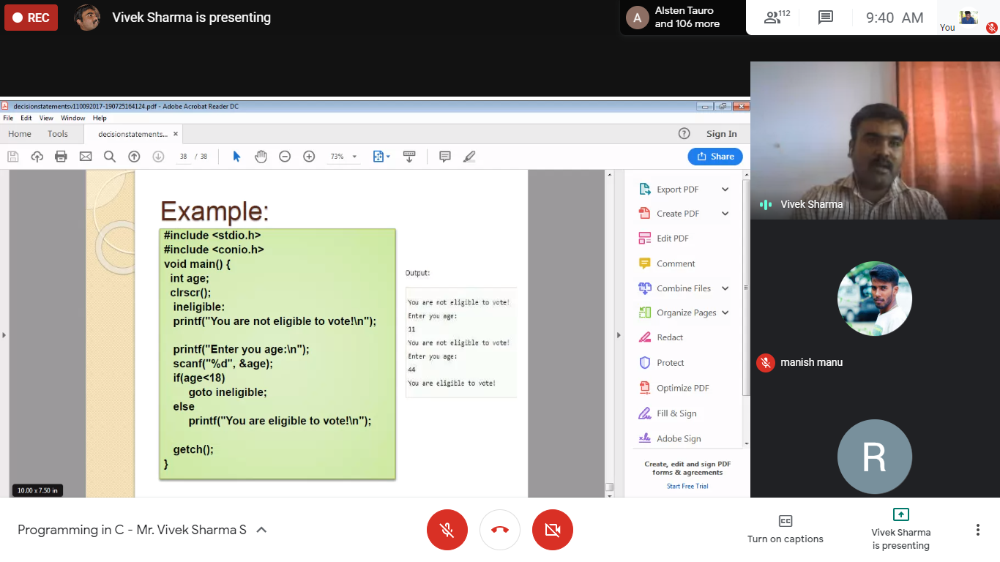 REC
Vivek Sharma is presenting
A
Alsten Tauro
and 106 more
112
9:40 AM
You
decisionstatementsv110092017-190725164124.pdf - Adobe Acrobat Reader DC
File Edit View Window Help
Home Tools decisionstatements... × Sign In
38 / 38 73% Share
Example:
#include <stdio.h>
#include <conio.h>
void main() {
int age;
clrscr();
ineligible:
printf("You are not eligible to vote!\n");
printf("Enter you age:\n");
scanf("%d", &age);
if(age<18)
goto ineligible;
else
printf("You are eligible to vote!\n");
getch();
}
Output:
You are not eligible to vote!
Enter you age:
11
You are not eligible to vote!
Enter you age:
44
You are eligible to vote!
10.00 x 7.50 in
Export PDF
Create PDF
Edit PDF
Comment
Combine Files
Organize Pages
Redact
Protect
Optimize PDF
Fill & Sign
Adobe Sign
Create, edit and sign PDF
forms & agreements
Start Free Trial
Vivek Sharma
manish manu
R
Programming in C - Mr. Vivek Sharma S
CC
Turn on captions
Vivek Sharma
is presenting